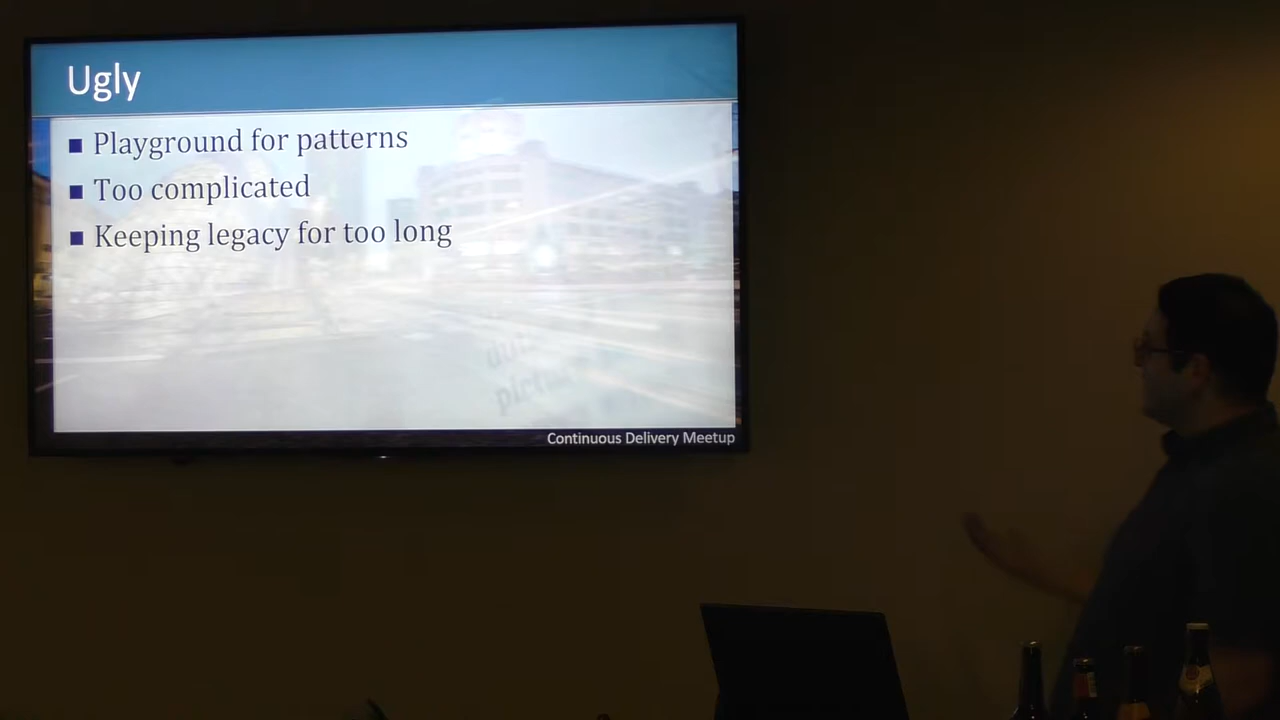 Ugly
Playground for patterns
Too complicated
Keeping legacy for too long
Continuous Delivery Meetup